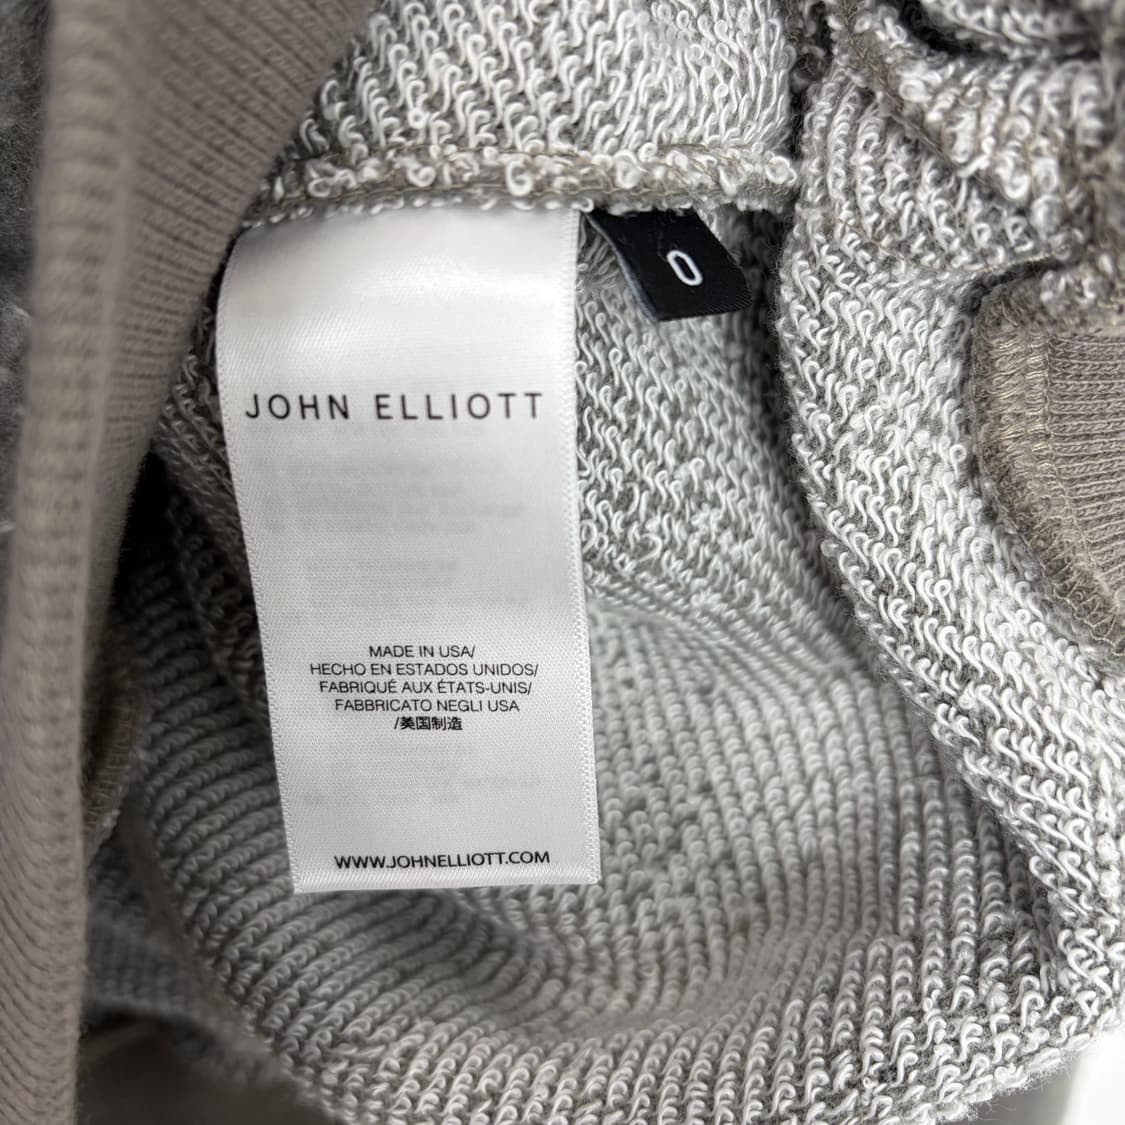 0
JOHN ELLIOTT
MADE IN USA/
HECHO EN ESTADOS UNIDOS/
FABRIQUÉ AUX ÉTATS-UNIS/
FABBRICATO NEGLI USA
/美国制造
WWW.JOHNELLIOTT.COM